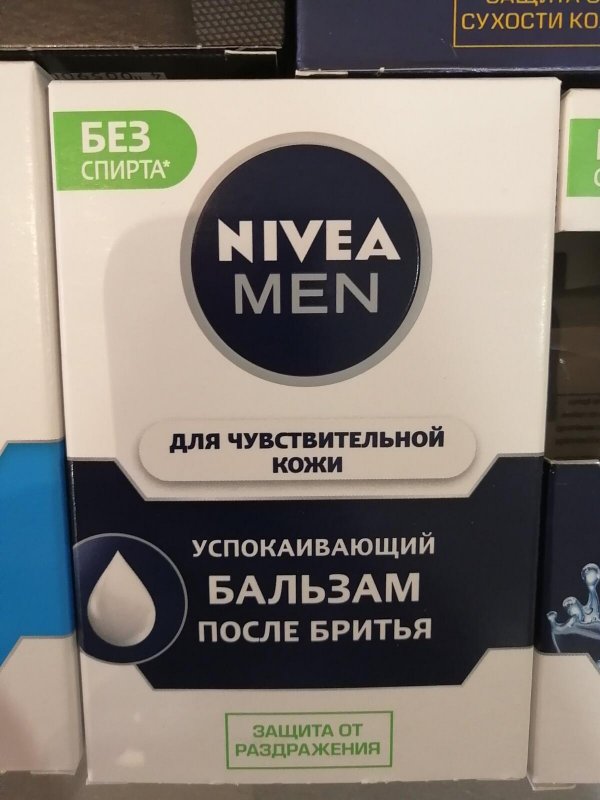 СУХОСТИ КО
БЕЗ
СПИРТА*
NIVEA
MEN
ДЛЯ ЧУВСТВИТЕЛЬНОЙ
КОЖИ
УСПОКАИВАЮЩИЙ
БАЛЬЗАМ
ПОСЛЕ БРИТЬЯ
ЗАЩИТА ОТ
РАЗДРАЖЕНИЯ